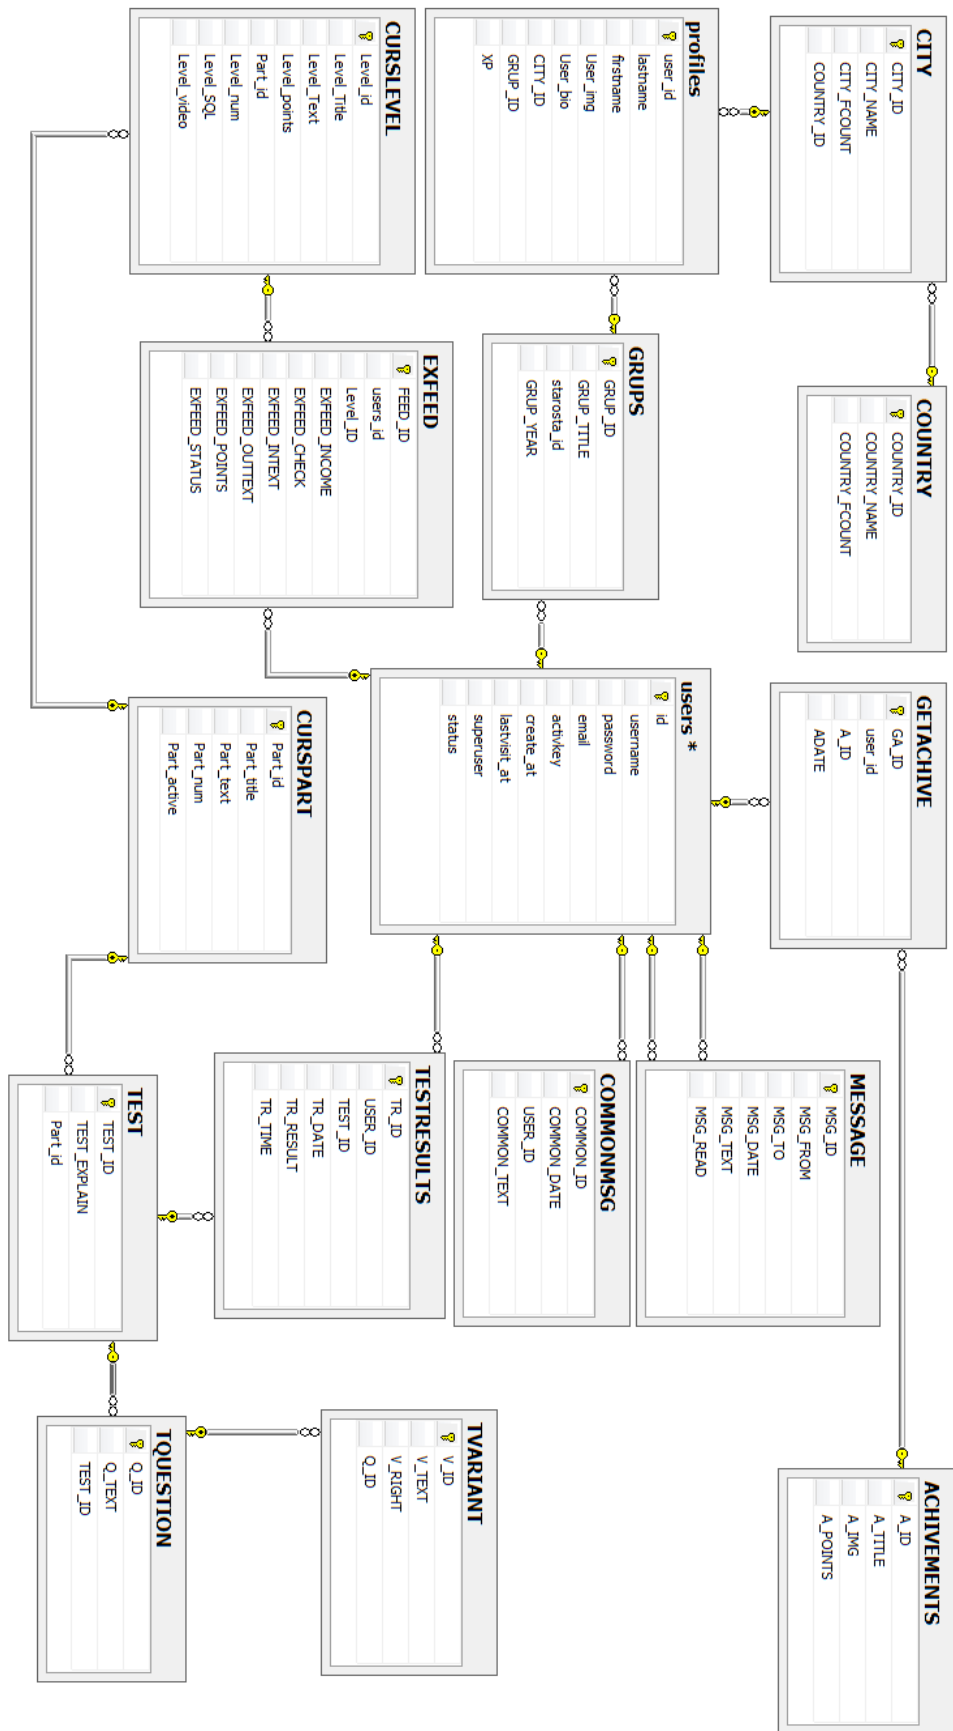 CITY
CITY_ID
CITY_NAME
CITY_FCOUNT
COUNTRY_ID
COUNTRY
COUNTRY_ID
COUNTRY_NAME
COUNTRY_FCOUNT
GETACHIVE
GA_ID
user_id
A_ID
ADATE
ACHIVEMENTS
A_ID
A_TITLE
A_IMG
A_POINTS
profiles
user_id
lastname
firstname
User_img
User_bio
CITY_ID
GRUP_ID
XP
GRUPS
GRUP_ID
GRUP_TITLE
starosta_id
GRUP_YEAR
users *
id
username
password
email
activkey
create_at
lastvisit_at
superuser
status
MESSAGE
MSG_ID
MSG_FROM
MSG_TO
MSG_DATE
MSG_TEXT
MSG_READ
COMMONMSG
COMMON_ID
COMMON_DATE
USER_ID
COMMON_TEXT
CURSLEVEL
Level_id
Level_Title
Level_Text
Level_points
Part_id
Level_num
Level_SQL
Level_video
EXFEED
FEED_ID
users_id
Level_ID
EXFEED_INCOME
EXFEED_CHECK
EXFEED_INTEXT
EXFEED_OUTTEXT
EXFEED_POINTS
EXFEED_STATUS
CURSPART
Part_id
Part_title
Part_text
Part_num
Part_active
TESTRESULTS
TR_ID
USER_ID
TEST_ID
TR_DATE
TR_RESULT
TR_TIME
TVARIANT
V_ID
V_TEXT
V_RIGHT
Q_ID
TEST
TEST_ID
TEST_EXPLAIN
Part_id
TQUESTION
Q_ID
Q_TEXT
TEST_ID